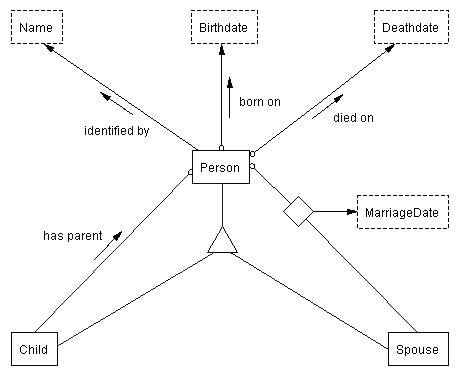 Name
Birthdate
Deathdate
identified by
born on
died on
Person
MarriageDate
has parent
Child
Spouse